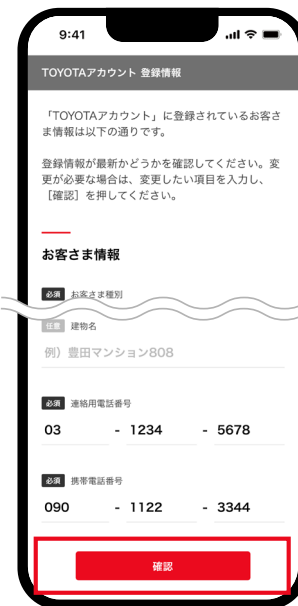 9:41
TOYOTAアカウント 登録情報
「TOYOTAアカウント」に登録されているお客さ
ま情報は以下の通りです。
登録情報が最新かどうかを確認してください。変
更が必要な場合は、変更したい項目を入力し、
［確認］を押してください。
お客さま情報
必須 お客さま種別
任意 建物名
例）豊田マンション808
必須 連絡用電話番号
03 - 1234 - 5678
必須 携帯電話番号
090 - 1122 - 3344
確認